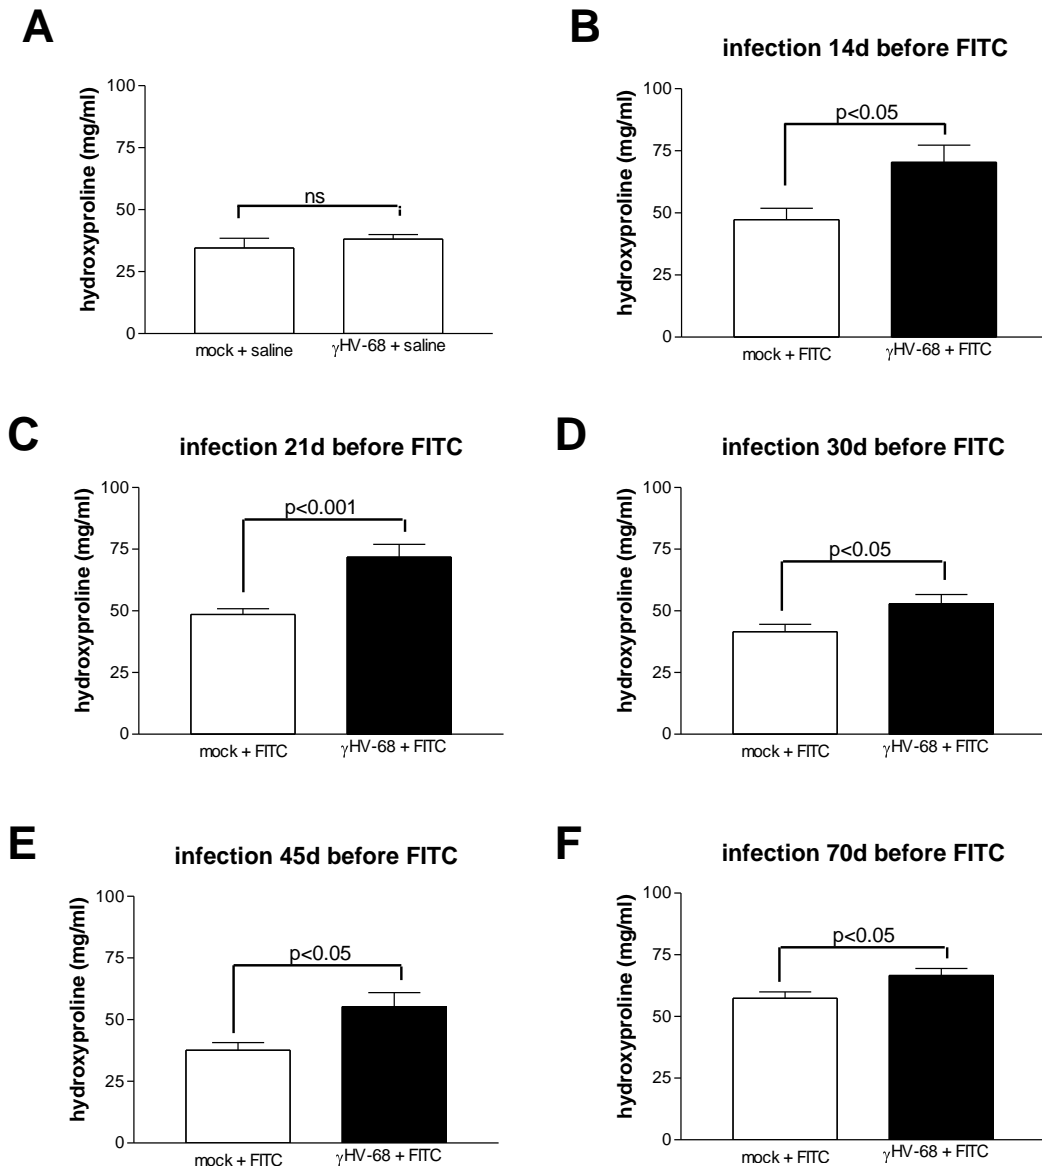 A
hydroxyproline (mg/ml)
100
75
50
25
0
ns
mock + saline
γHV-68 + saline
B
infection 14d before FITC
hydroxyproline (mg/ml)
100
75
50
25
0
p<0.05
mock + FITC
γHV-68 + FITC
C
infection 21d before FITC
hydroxyproline (mg/ml)
100
75
50
25
0
p<0.001
mock + FITC
γHV-68 + FITC
D
infection 30d before FITC
hydroxyproline (mg/ml)
100
75
50
25
0
p<0.05
mock + FITC
γHV-68 + FITC
E
infection 45d before FITC
hydroxyproline (mg/ml)
100
75
50
25
0
p<0.05
mock + FITC
γHV-68 + FITC
F
infection 70d before FITC
hydroxyproline (mg/ml)
100
75
50
25
0
p<0.05
mock + FITC
γHV-68 + FITC